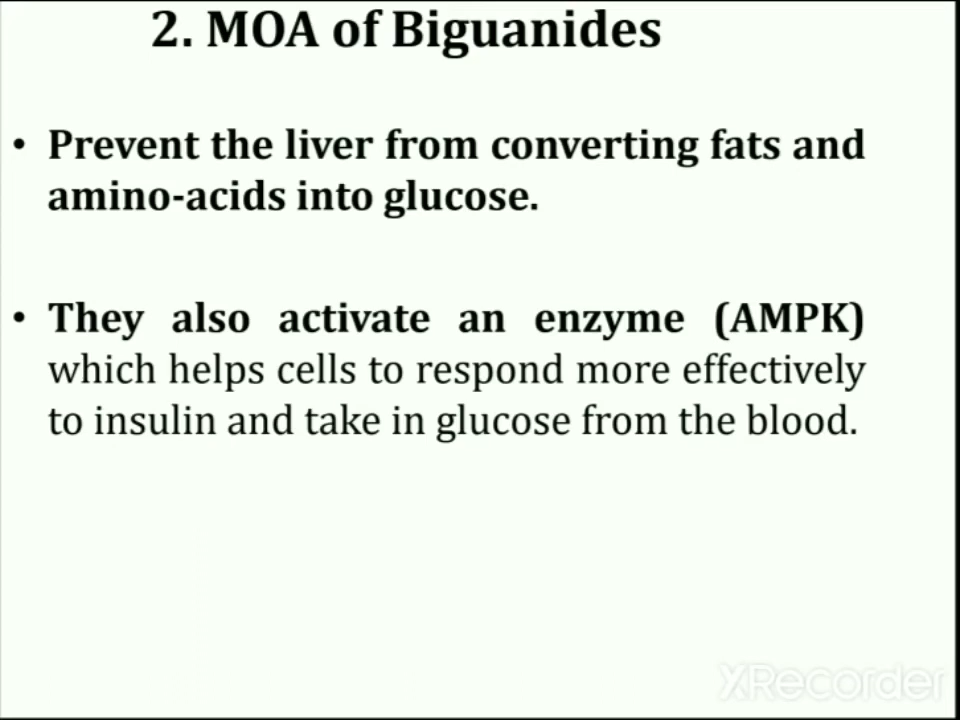 2. MOA of Biguanides
• Prevent the liver from converting fats and
amino-acids into glucose.
• They also activate an enzyme (AMPK)
which helps cells to respond more effectively
to insulin and take in glucose from the blood.
XRecorder